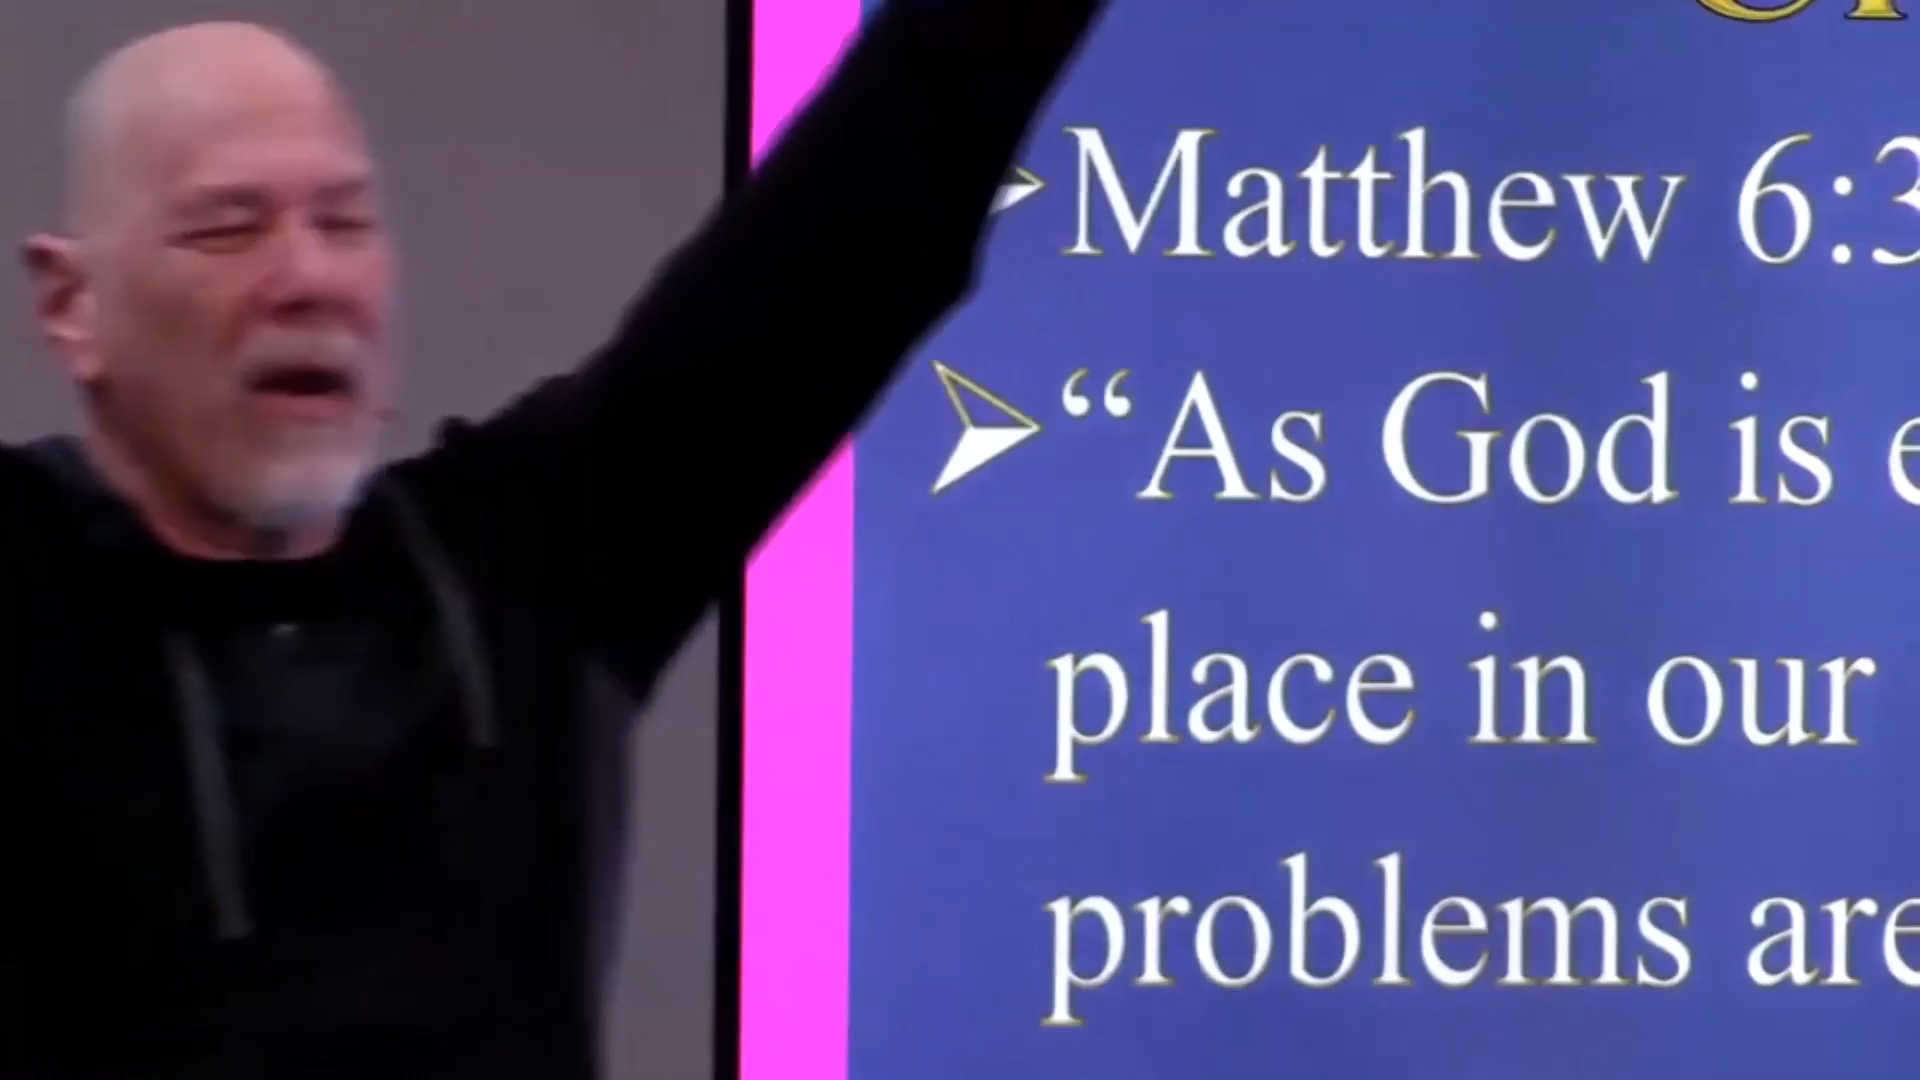 Matthew 6:3
“As God is e
place in our
problems are